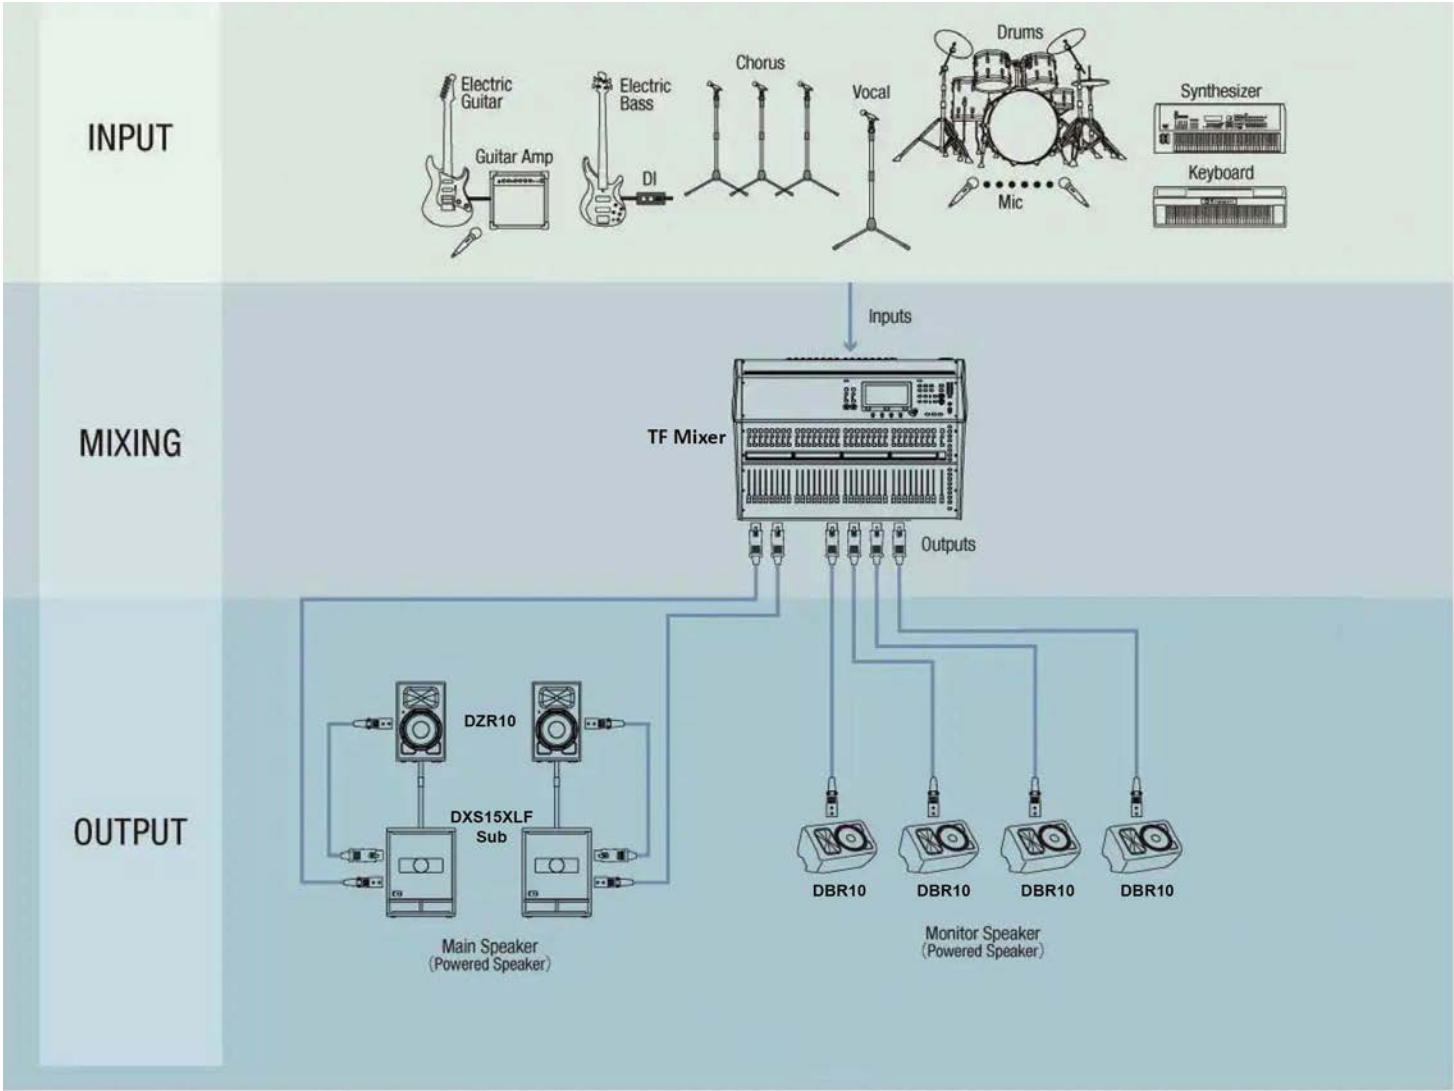 INPUT
Electric
Guitar
Guitar Amp
Electric
Bass
DI
Chorus
Vocal
Drums
Mic
Synthesizer
Keyboard
MIXING
Inputs
TF Mixer
Outputs
OUTPUT
DZR10
DXS15XLF
Sub
Main Speaker
(Powered Speaker)
DBR10
DBR10
DBR10
DBR10
Monitor Speaker
(Powered Speaker)